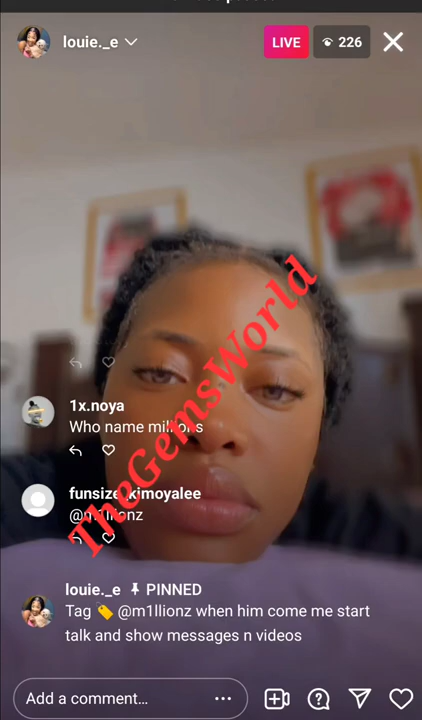 louie._e
LIVE
226
1x.noya
Who name millions
funsize_kimoyalee
@m1llionz
louie._e PINNED
Tag 🏷️ @m1llionz when him come me start
talk and show messages n videos
Add a comment...
TheGemsWorld